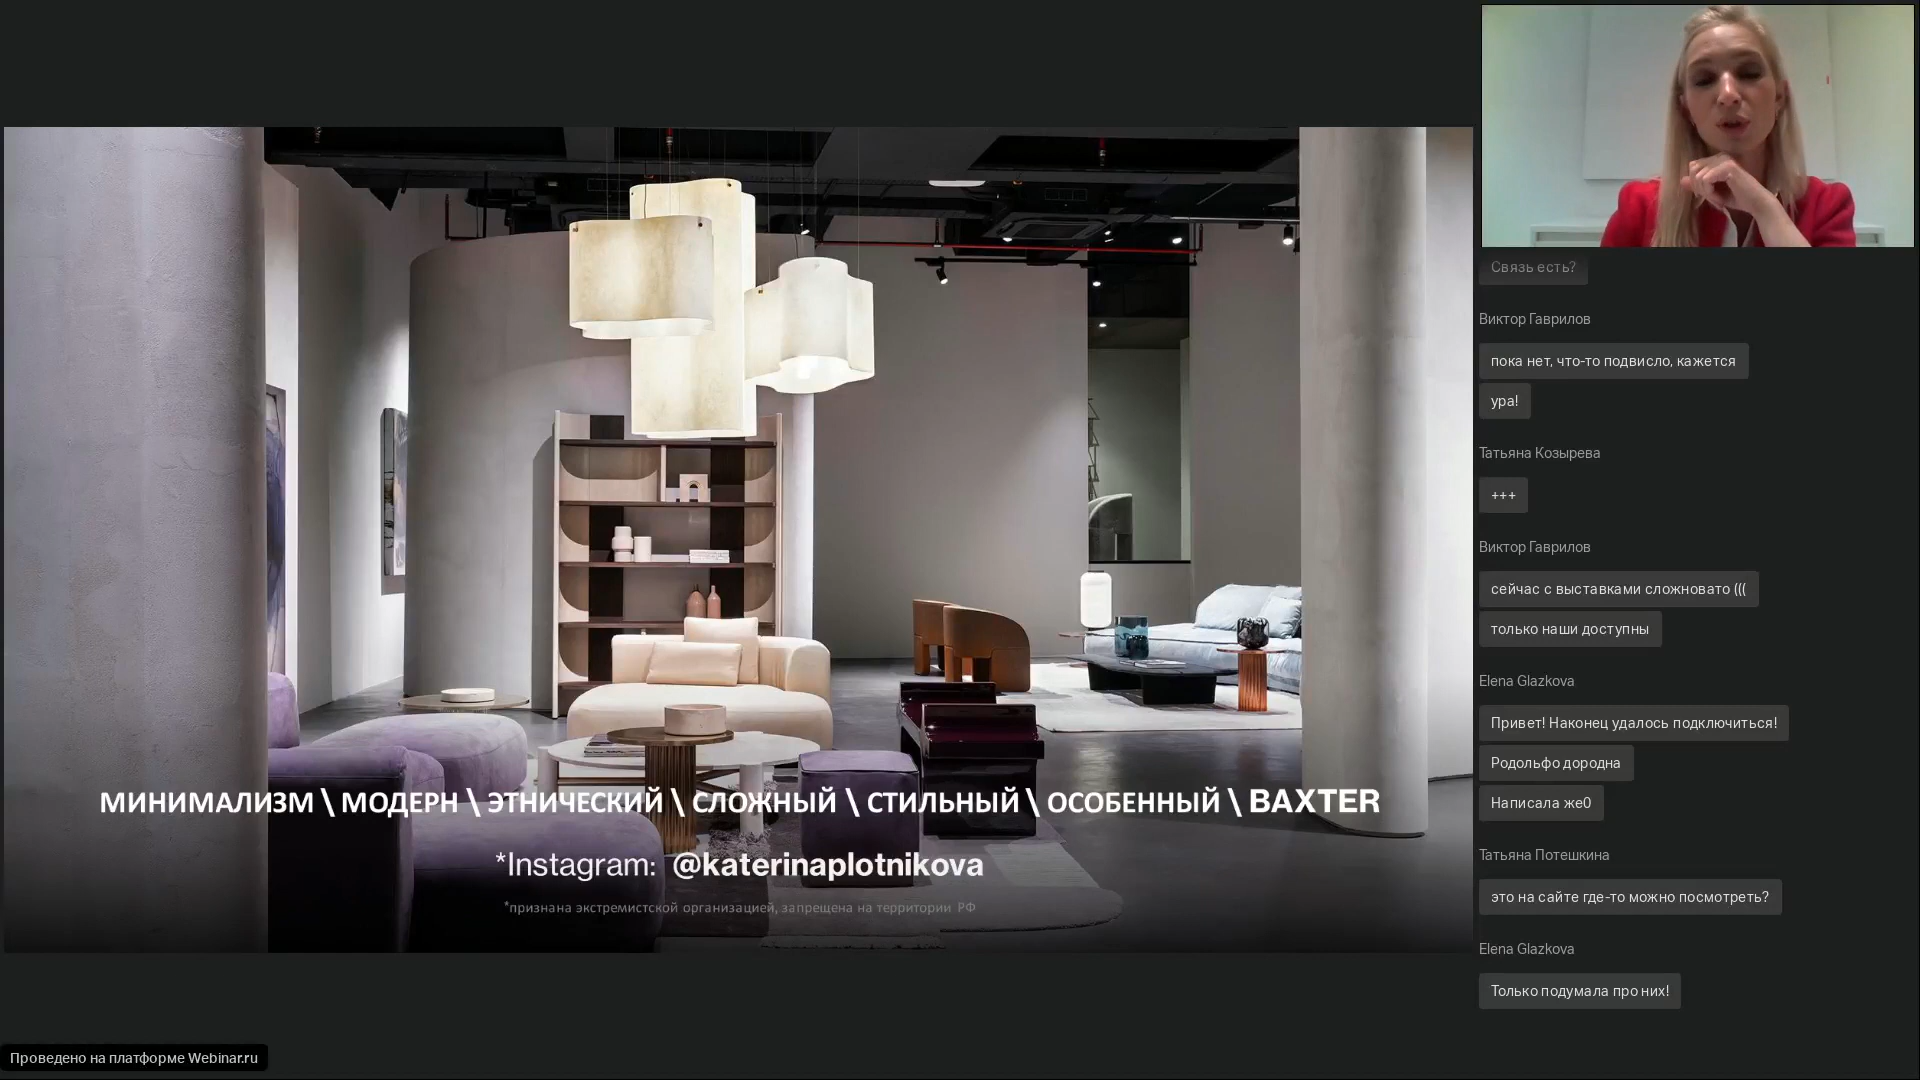 МИНИМАЛИЗМ \ МОДЕРН \ ЭТНИЧЕСКИЙ \ СЛОЖНЫЙ \ СТИЛЬНЫЙ \ ОСОБЕННЫЙ \ BAXTER
*Instagram: @katerinaplotnikova
*признана экстремистской организацией, запрещена на территории РФ
Проведено на платформе Webinar.ru
Связь есть?
Виктор Гаврилов
пока нет, что-то подвисло, кажется
ура!
Татьяна Козырева
+++
Виктор Гаврилов
сейчас с выставками сложновато (((
только наши доступны
Elena Glazkova
Привет! Наконец удалось подключиться!
Родольфо дородна
Написала же0
Татьяна Потешкина
это на сайте где-то можно посмотреть?
Elena Glazkova
Только подумала про них!